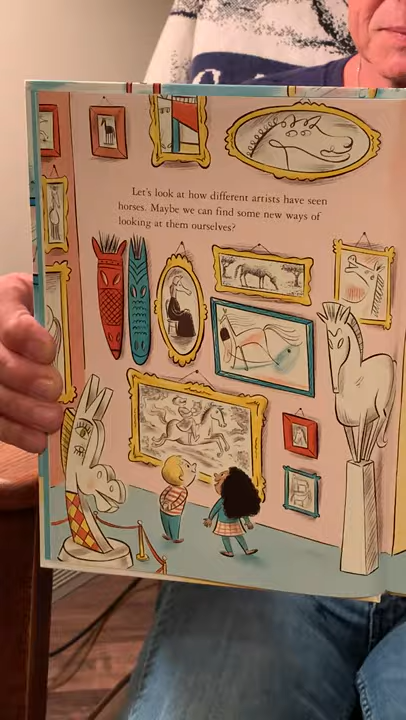 Let's look at how different artists have seen
horses. Maybe we can find some new ways of
looking at them ourselves?